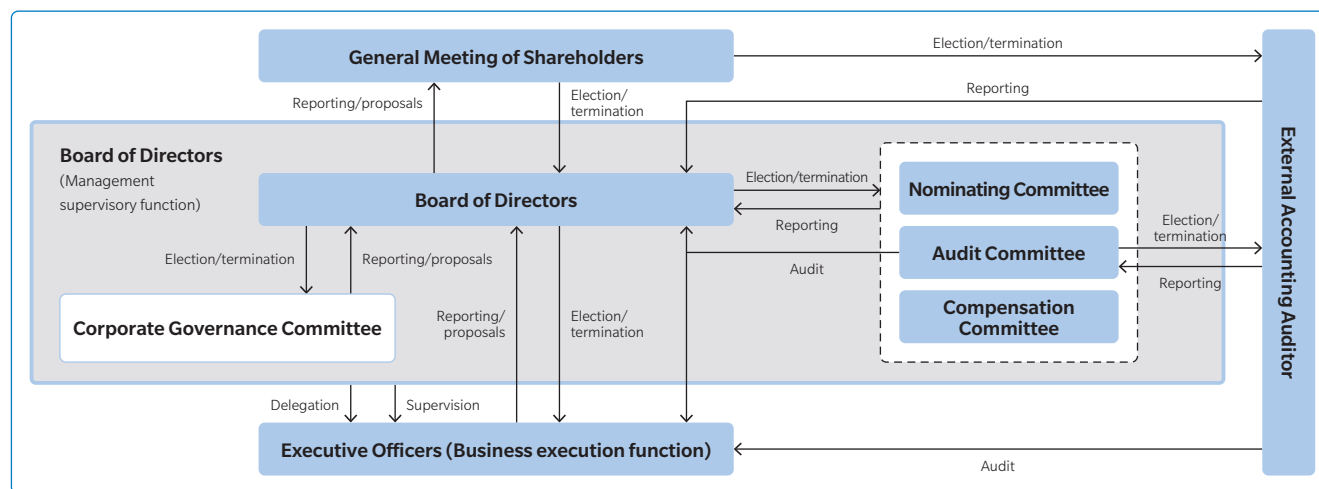 General Meeting of Shareholders
Election/termination
Reporting
Reporting/proposals
Election/
termination
Board of Directors
(Management
supervisory function)
Board of Directors
Election/termination
Reporting
Nominating Committee
Audit Committee
Compensation
Committee
Audit
Election/
termination
Reporting
External Accounting Auditor
Election/termination
Reporting/proposals
Corporate Governance Committee
Reporting/
proposals
Election/
termination
Delegation
Supervision
Executive Officers (Business execution function)
Audit